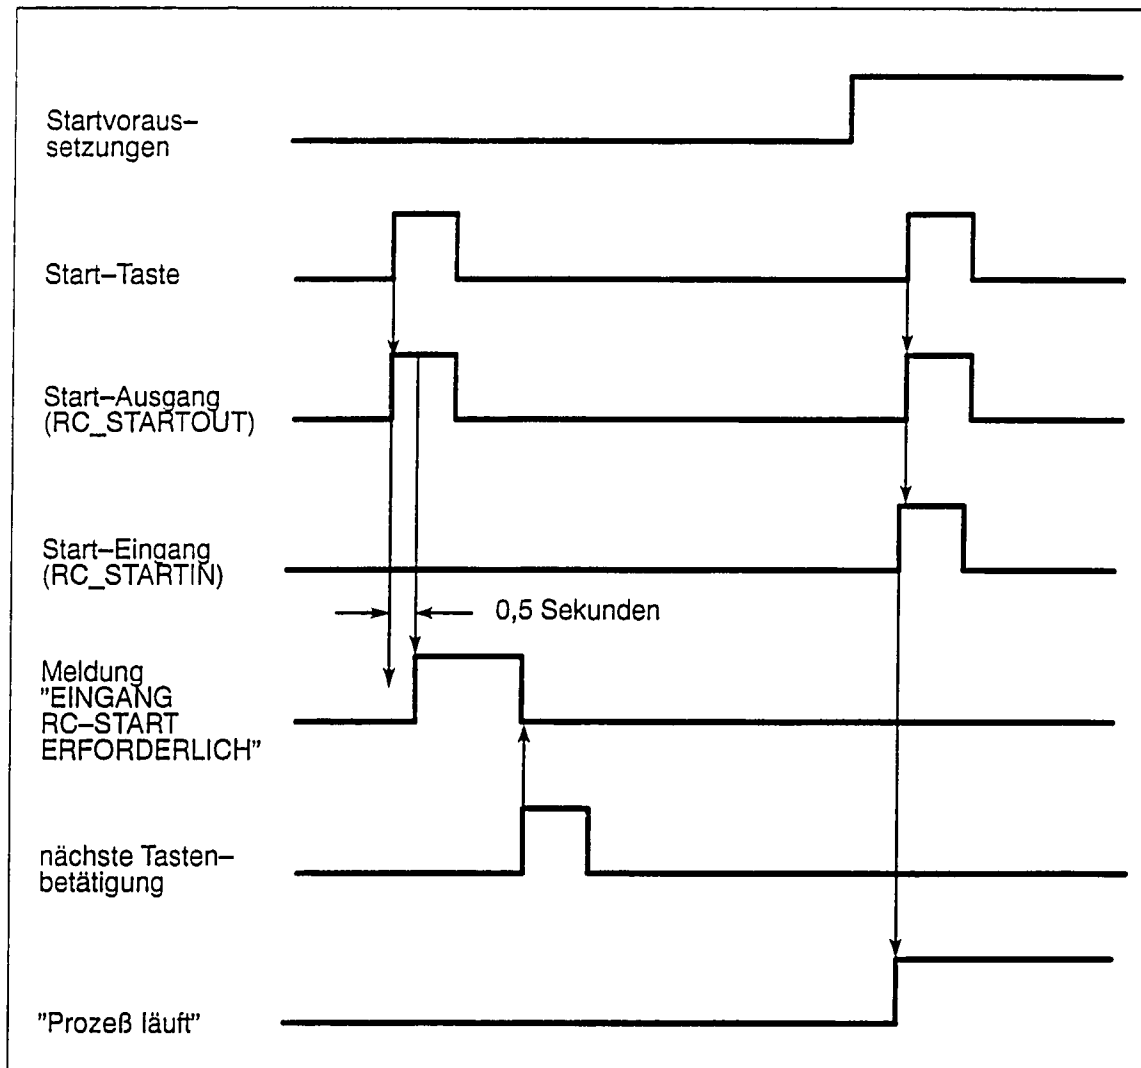 Startvoraus–
setzungen
Start–Taste
Start–Ausgang
(RC_STARTOUT)
Start–Eingang
(RC_STARTIN)
0,5 Sekunden
Meldung
”EINGANG
RC–START
ERFORDERLICH”
nächste Tasten–
betätigung
”Prozeß läuft”